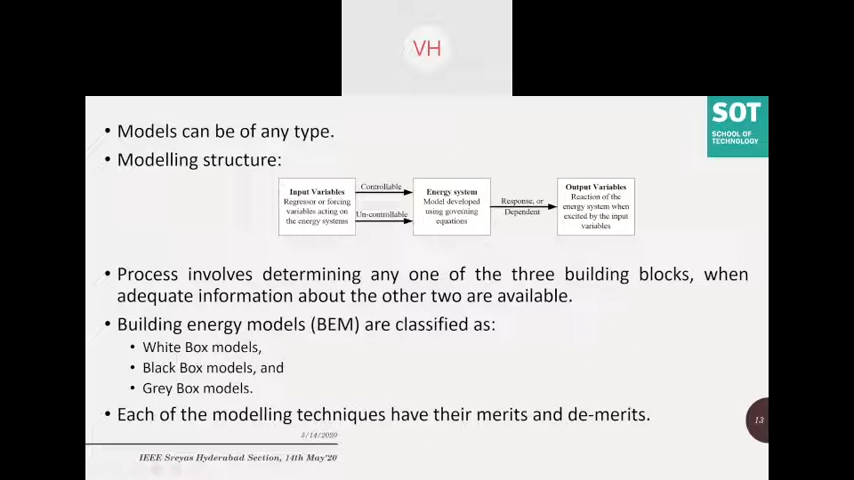 VH
SOT
SCHOOL OF
TECHNOLOGY
• Models can be of any type.
• Modelling structure:
Input Variables
Regressor or forcing
variables acting on
the energy systems
Controllable
Un-controllable
Energy system
Model developed
using governing
equations
Response, or
Dependent
Output Variables
Reaction of the
energy system when
excited by the input
variables
• Process involves determining any one of the three building blocks, when
adequate information about the other two are available.
• Building energy models (BEM) are classified as:
• White Box models,
• Black Box models, and
• Grey Box models.
• Each of the modelling techniques have their merits and de-merits.
13
5/14/2020
IEEE Sreyas Hyderabad Section, 14th May'20